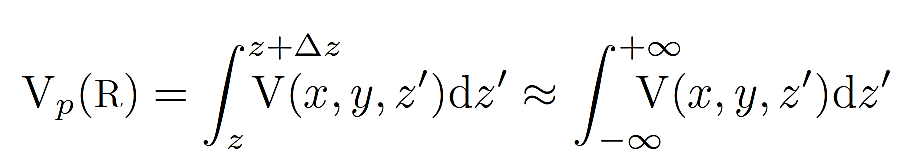 V_p(R) = ∫_z^{z+Δz} V(x, y, z′)dz′ ≈ ∫_{−∞}^{+∞} V(x, y, z′)dz′